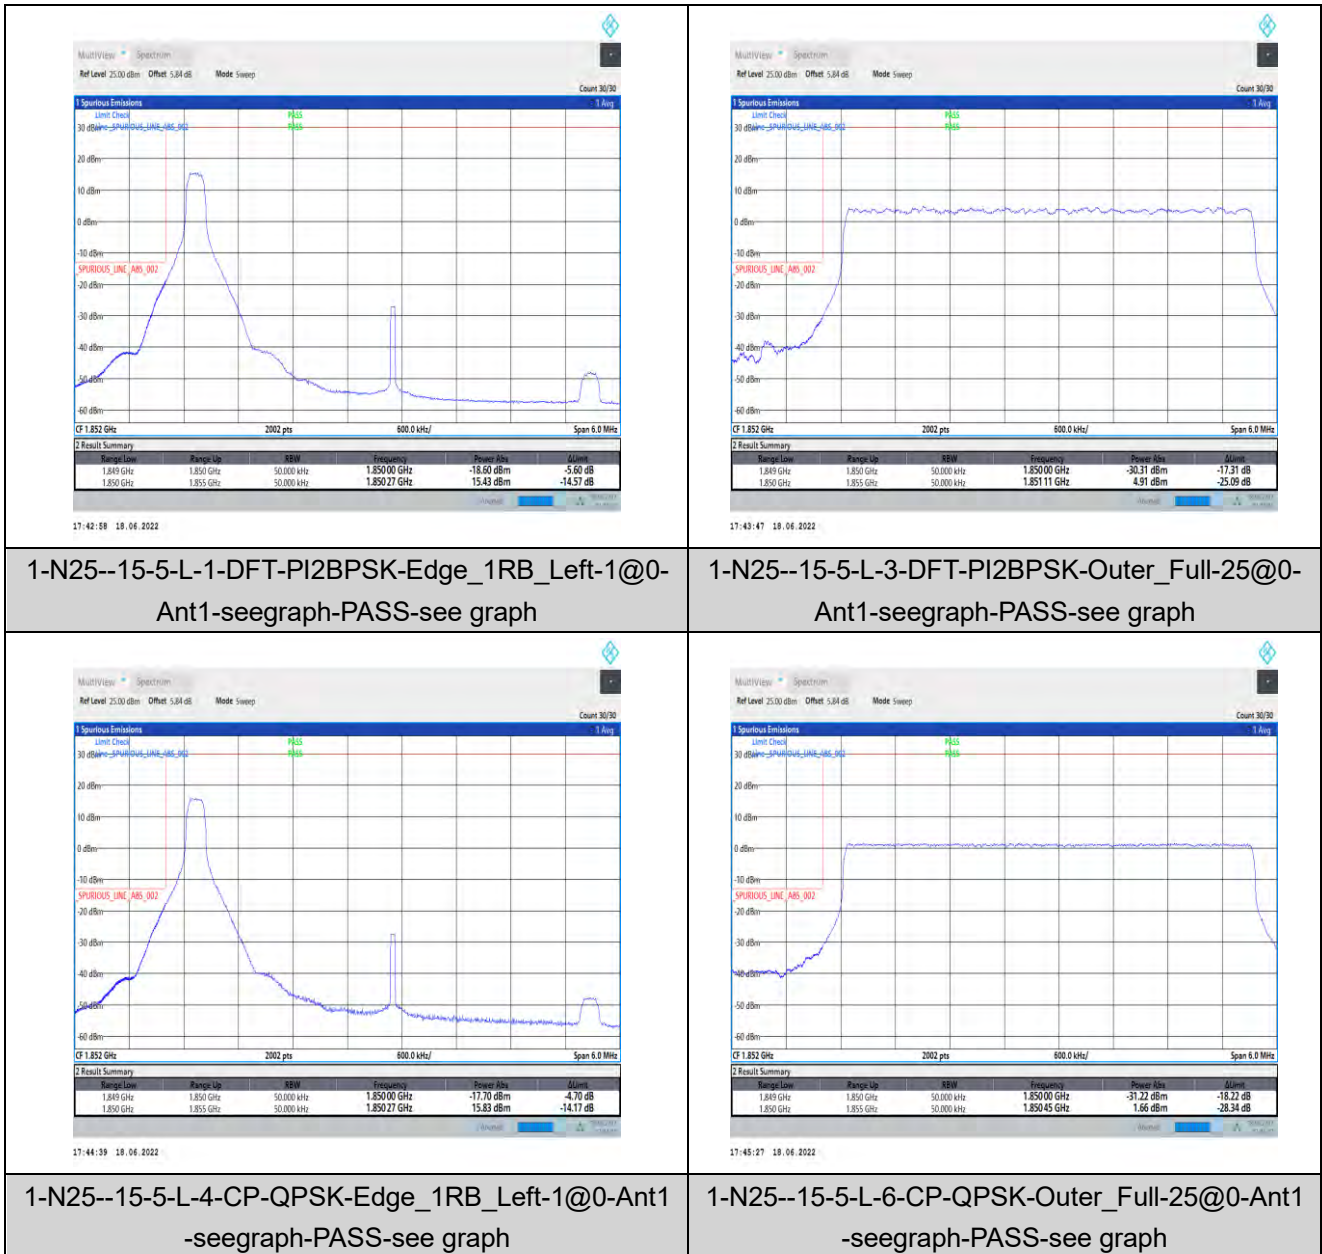 MultiView Spectrum
Ref Level 25.00 dBm Offset 5.84 dB Mode Sweep
Count 30/30
1 Spurious Emissions 1 Avg
Limit Check PASS
30 dBm Line _SPURIOUS_LINE_ABS_002 PASS
20 dBm
10 dBm
0 dBm
-10 dBm
_SPURIOUS_LINE_ABS_002
-20 dBm
-30 dBm
-40 dBm
-50 dBm
-60 dBm
CF 1.852 GHz 2002 pts 600.0 kHz/ Span 6.0 MHz
2 Result Summary
Range Low Range Up RBW Frequency Power Abs ΔLimit
1.849 GHz 1.850 GHz 50.000 kHz 1.85000 GHz -18.60 dBm -5.60 dB
1.850 GHz 1.855 GHz 50.000 kHz 1.85027 GHz 15.43 dBm -14.57 dB
17:42:58 18.06.2022
1-N25--15-5-L-1-DFT-PI2BPSK-Edge_1RB_Left-1@0-
Ant1-seegraph-PASS-see graph
MultiView Spectrum
Ref Level 25.00 dBm Offset 5.84 dB Mode Sweep
Count 30/30
1 Spurious Emissions 1 Avg
Limit Check PASS
30 dBm Line _SPURIOUS_LINE_ABS_002 PASS
20 dBm
10 dBm
0 dBm
-10 dBm
_SPURIOUS_LINE_ABS_002
-20 dBm
-30 dBm
-40 dBm
-50 dBm
-60 dBm
CF 1.852 GHz 2002 pts 600.0 kHz/ Span 6.0 MHz
2 Result Summary
Range Low Range Up RBW Frequency Power Abs ΔLimit
1.849 GHz 1.850 GHz 50.000 kHz 1.85000 GHz -30.31 dBm -17.31 dB
1.850 GHz 1.855 GHz 50.000 kHz 1.85111 GHz 4.91 dBm -25.09 dB
17:43:47 18.06.2022
1-N25--15-5-L-3-DFT-PI2BPSK-Outer_Full-25@0-
Ant1-seegraph-PASS-see graph
MultiView Spectrum
Ref Level 25.00 dBm Offset 5.84 dB Mode Sweep
Count 30/30
1 Spurious Emissions 1 Avg
Limit Check PASS
30 dBm Line _SPURIOUS_LINE_ABS_002 PASS
20 dBm
10 dBm
0 dBm
-10 dBm
_SPURIOUS_LINE_ABS_002
-20 dBm
-30 dBm
-40 dBm
-50 dBm
-60 dBm
CF 1.852 GHz 2002 pts 600.0 kHz/ Span 6.0 MHz
2 Result Summary
Range Low Range Up RBW Frequency Power Abs ΔLimit
1.849 GHz 1.850 GHz 50.000 kHz 1.85000 GHz -17.70 dBm -4.70 dB
1.850 GHz 1.855 GHz 50.000 kHz 1.85027 GHz 15.83 dBm -14.17 dB
17:44:39 18.06.2022
1-N25--15-5-L-4-CP-QPSK-Edge_1RB_Left-1@0-Ant1
-seegraph-PASS-see graph
MultiView Spectrum
Ref Level 25.00 dBm Offset 5.84 dB Mode Sweep
Count 30/30
1 Spurious Emissions 1 Avg
Limit Check PASS
30 dBm Line _SPURIOUS_LINE_ABS_002 PASS
20 dBm
10 dBm
0 dBm
-10 dBm
_SPURIOUS_LINE_ABS_002
-20 dBm
-30 dBm
-40 dBm
-50 dBm
-60 dBm
CF 1.852 GHz 2002 pts 600.0 kHz/ Span 6.0 MHz
2 Result Summary
Range Low Range Up RBW Frequency Power Abs ΔLimit
1.849 GHz 1.850 GHz 50.000 kHz 1.85000 GHz -31.22 dBm -18.22 dB
1.850 GHz 1.855 GHz 50.000 kHz 1.85045 GHz 1.66 dBm -28.34 dB
17:45:27 18.06.2022
1-N25--15-5-L-6-CP-QPSK-Outer_Full-25@0-Ant1
-seegraph-PASS-see graph